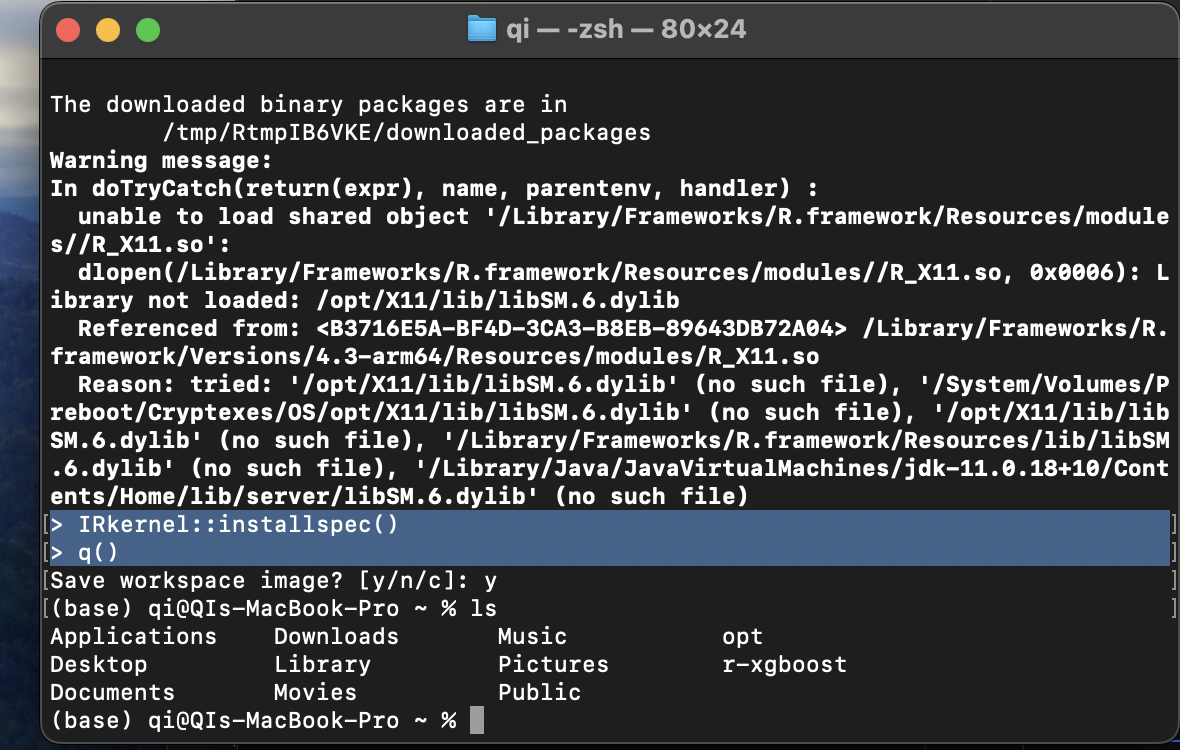 qi — -zsh — 80×24
The downloaded binary packages are in
/tmp/RtmpIB6VKE/downloaded_packages
Warning message:
In doTryCatch(return(expr), name, parentenv, handler) :
unable to load shared object '/Library/Frameworks/R.framework/Resources/module
s//R_X11.so':
dlopen(/Library/Frameworks/R.framework/Resources/modules//R_X11.so, 0x0006): L
ibrary not loaded: /opt/X11/lib/libSM.6.dylib
Referenced from: <B3716E5A-BF4D-3CA3-B8EB-89643DB72A04> /Library/Frameworks/R.
framework/Versions/4.3-arm64/Resources/modules/R_X11.so
Reason: tried: '/opt/X11/lib/libSM.6.dylib' (no such file), '/System/Volumes/P
reboot/Cryptexes/OS/opt/X11/lib/libSM.6.dylib' (no such file), '/opt/X11/lib/lib
SM.6.dylib' (no such file), '/Library/Frameworks/R.framework/Resources/lib/libSM
.6.dylib' (no such file), '/Library/Java/JavaVirtualMachines/jdk-11.0.18+10/Cont
ents/Home/lib/server/libSM.6.dylib' (no such file)
[> IRkernel::installspec() ]
[> q() ]
[Save workspace image? [y/n/c]: y ]
[(base) qi@QIs-MacBook-Pro ~ % ls ]
Applications Downloads Music opt
Desktop Library Pictures r-xgboost
Documents Movies Public
(base) qi@QIs-MacBook-Pro ~ %